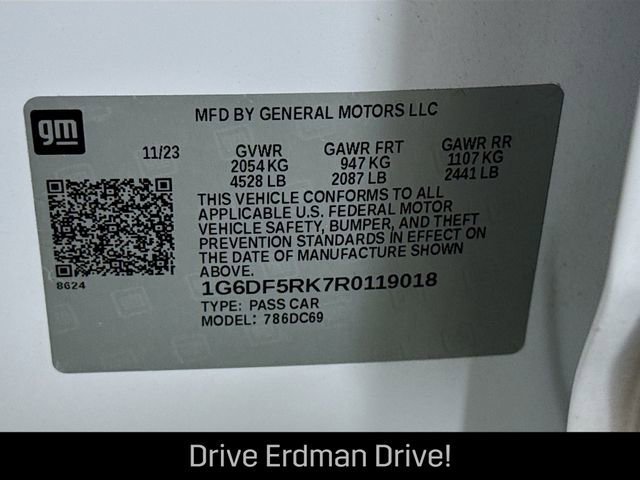 gm
MFD BY GENERAL MOTORS LLC
11/23 GVWR GAWR FRT GAWR RR
2054 KG 947 KG 1107 KG
4528 LB 2087 LB 2441 LB
THIS VEHICLE CONFORMS TO ALL
APPLICABLE U.S. FEDERAL MOTOR
VEHICLE SAFETY, BUMPER, AND THEFT
PREVENTION STANDARDS IN EFFECT ON
THE DATE OF MANUFACTURE SHOWN
ABOVE.
8624
1G6DF5RK7R0119018
TYPE: PASS CAR
MODEL: 786DC69
Drive Erdman Drive!